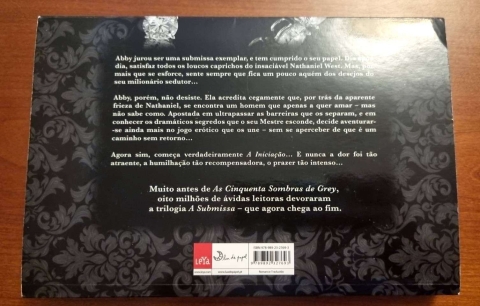 Abby jurou ser uma submissa exemplar, e tem cumprido o seu papel.
dia, satisfaz todos os loucos caprichos do insaciável Nathaniel West. Mas,
mais que se esforce, sente sempre que fica um pouco aquém dos desejos do
seu milionário sedutor...
Abby, porém, não desiste. Ela acredita cegamente que, por trás da aparente
frieza de Nathaniel, se encontra um homem que apenas a quer amar – mas
não sabe como. Apostada em ultrapassar as barreiras que os separam, e em
conhecer os dramáticos segredos que o seu Mestre esconde, decide aventurar-
-se ainda mais no jogo erótico que os une – sem se aperceber de que é um
caminho sem retorno...
Agora sim, começa verdadeiramente A Iniciação... E nunca a dor foi tão
atraente, a humilhação tão recompensadora, o prazer tão intenso...
Muito antes de As Cinquenta Sombras de Grey,
oito milhões de ávidas leitoras devoraram
a trilogia A Submissa – que agora chega ao fim.
LeYa